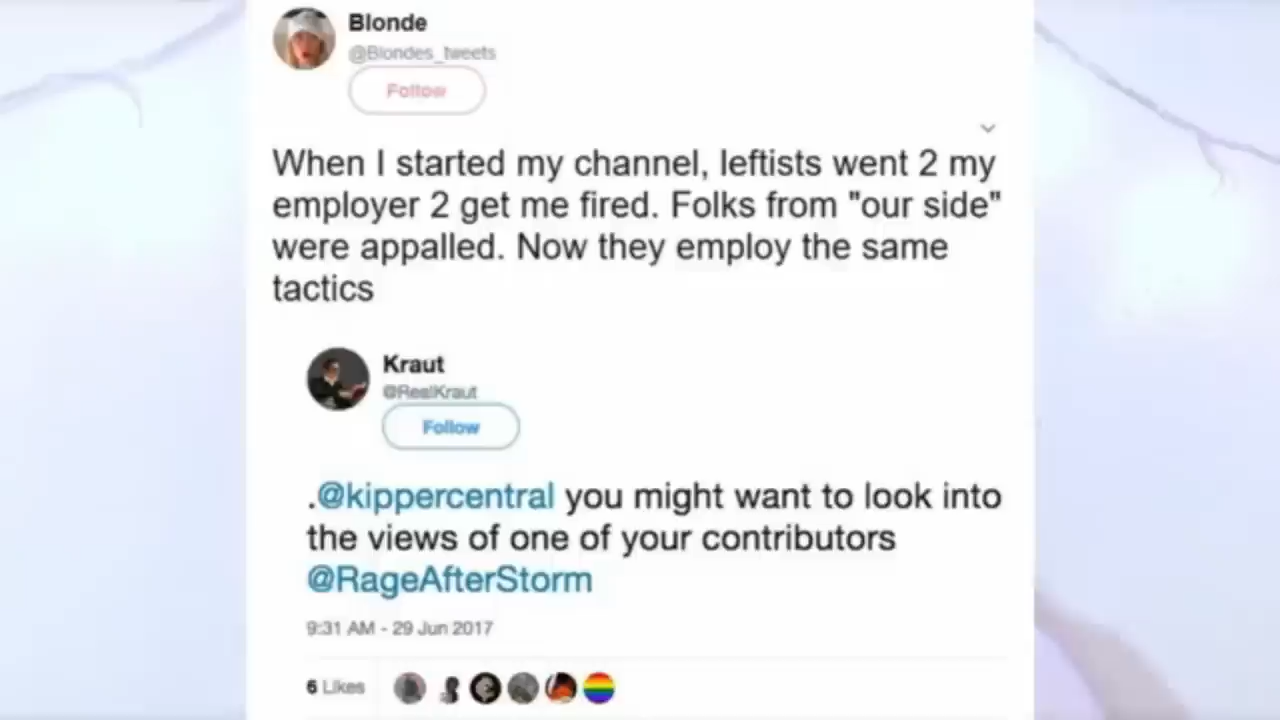 Blonde
@Blondes_tweets
Follow
When I started my channel, leftists went 2 my
employer 2 get me fired. Folks from "our side"
were appalled. Now they employ the same
tactics
Kraut
@RealKraut
Follow
.@kippercentral you might want to look into
the views of one of your contributors
@RageAfterStorm
9:31 AM - 29 Jun 2017
6 Likes